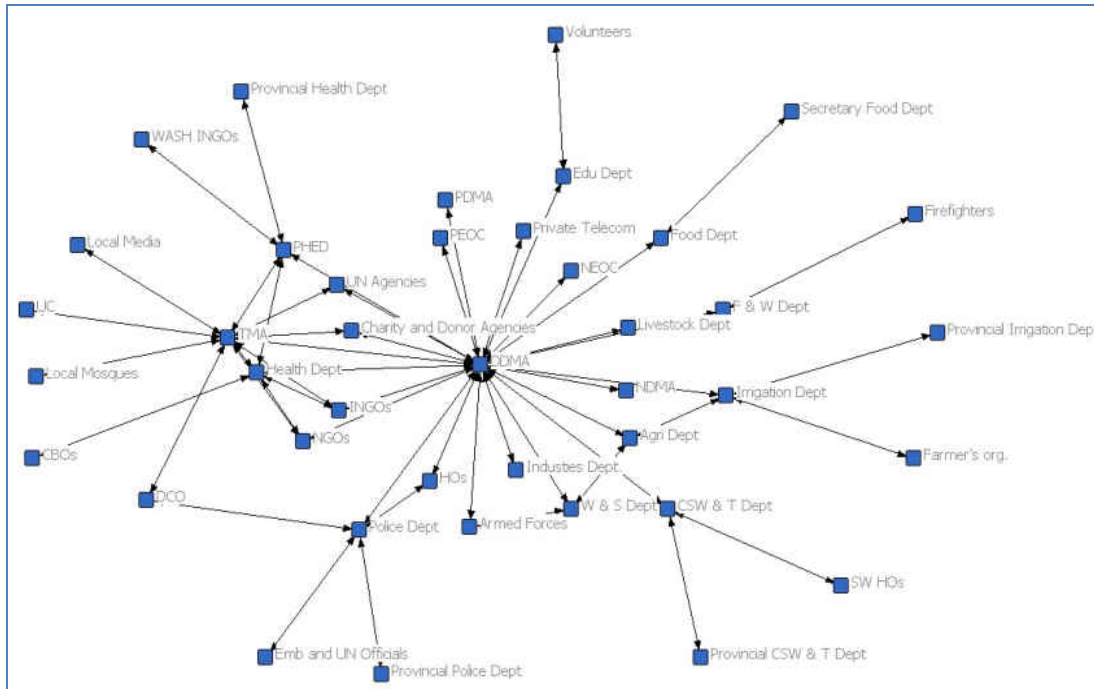 Volunteers
Provincial Health Dept
Secretary Food Dept
WASH INGOs
Edu Dept
PDMA
Firefighters
Private Telecom
PEOC
Food Dept
Local Media
PHED
NEOC
UN Agencies
UC
F & W Dept
Livestock Dept
Charity and Donor Agencies
Provincial Irrigation Dep
TMA
DDMA
Health Dept
Local Mosques
NDMA
Irrigation Dept
INGOs
Agri Dept
NGOs
CBOs
Farmer's org.
Industies Dept.
HOs
DCO
W & S Dept
CSW & T Dept
Police Dept
Armed Forces
SW HOs
Emb and UN Officials
Provincial CSW & T Dept
Provincial Police Dept